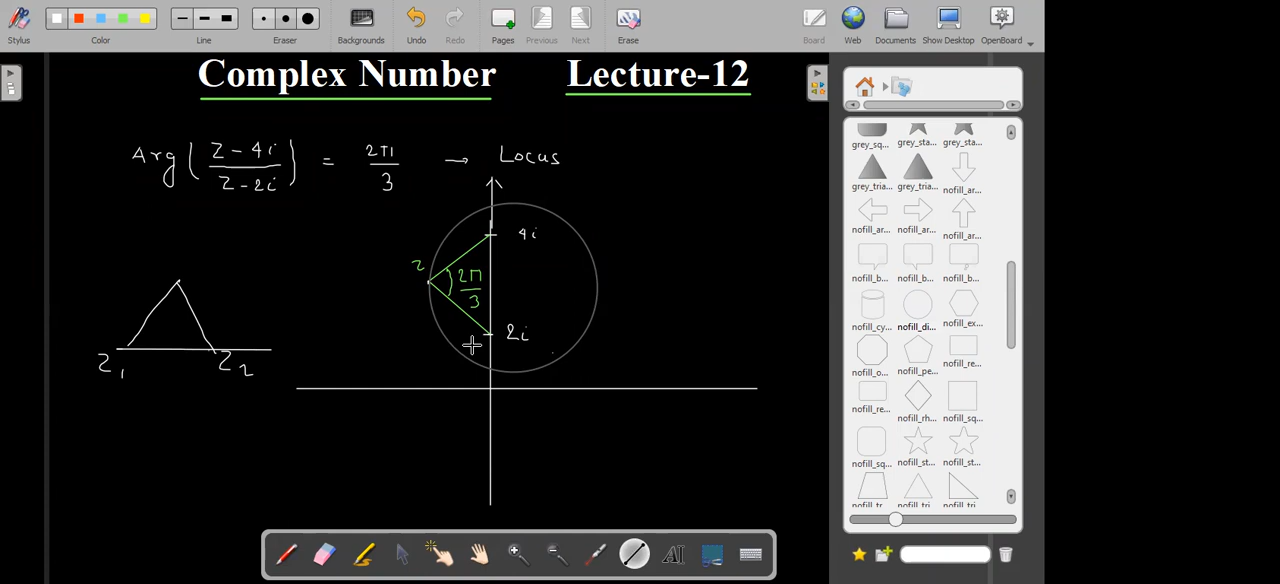 Stylus Color Line Eraser Backgrounds Undo Redo Pages Previous Next Erase Board Web Documents Show Desktop OpenBoard
Complex Number Lecture-12
Arg(z-4i/z-2i) = 2π/3 → Locus
4i
z
2π/3
2i
z₁ z₂
grey_sq... grey_sta... grey_sta...
grey_tria... grey_tria... nofill_ar...
nofill_ar... nofill_ar... nofill_ar...
nofill_b... nofill_b... nofill_b...
nofill_cy... nofill_di... nofill_ex...
nofill_o... nofill_pe... nofill_re...
nofill_re... nofill_rh... nofill_sq...
nofill_sq... nofill_st... nofill_st...
nofill_tr... nofill_tri... nofill_tri...
AI